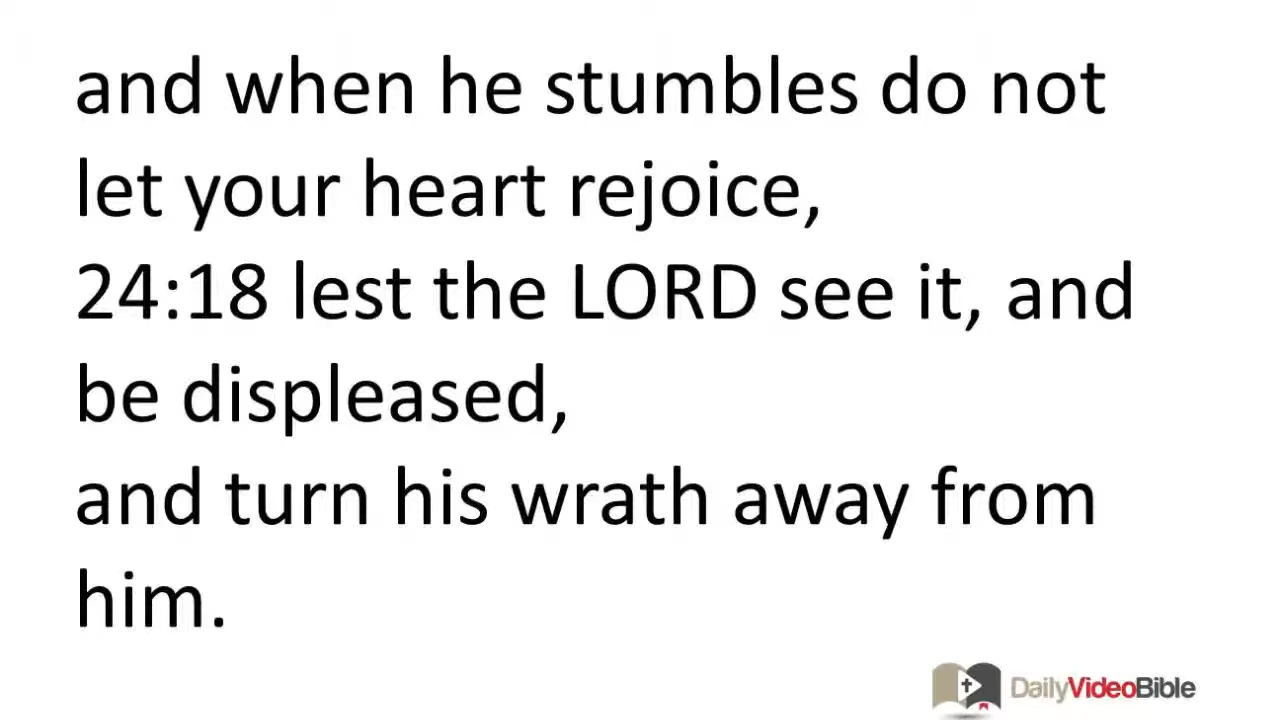 and when he stumbles do not
let your heart rejoice,
24:18 lest the LORD see it, and
be displeased,
and turn his wrath away from
him.
DailyVideoBible